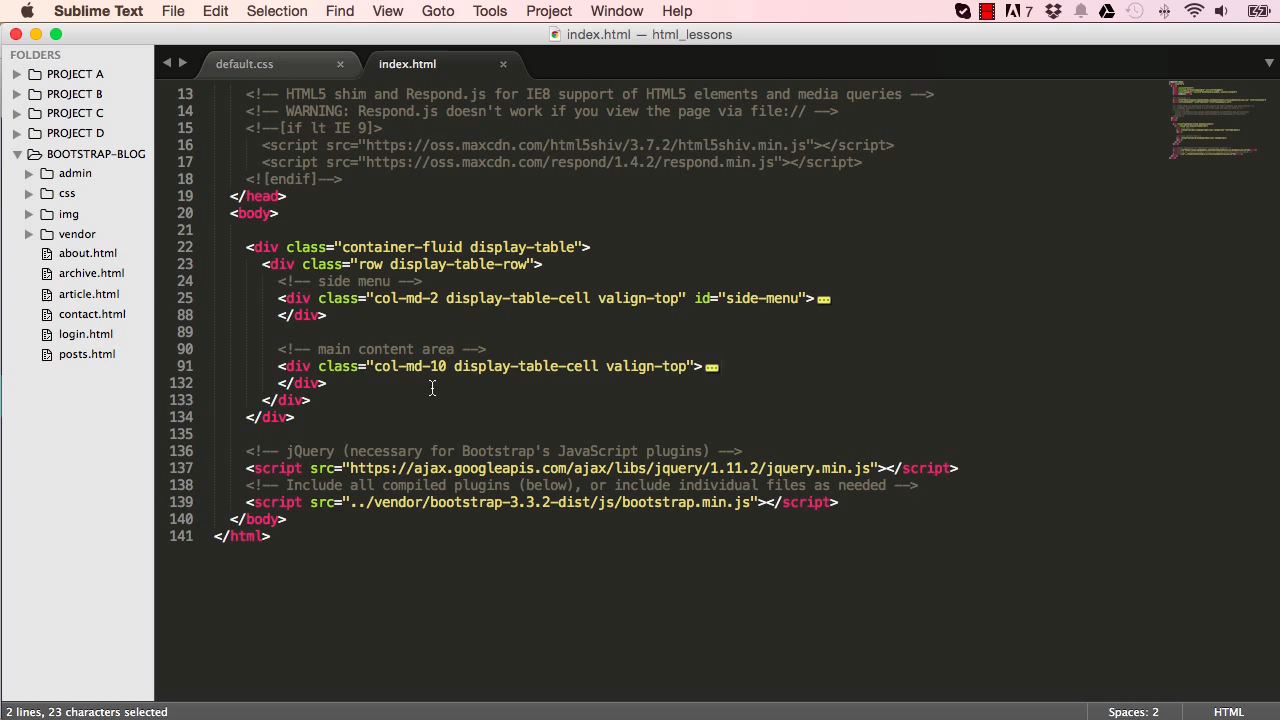 Sublime Text File Edit Selection Find View Goto Tools Project Window Help 7
index.html — html_lessons
FOLDERS
PROJECT A
PROJECT B
PROJECT C
PROJECT D
BOOTSTRAP-BLOG
admin
css
img
vendor
about.html
archive.html
article.html
contact.html
login.html
posts.html
default.css × index.html ×
13 <!-- HTML5 shim and Respond.js for IE8 support of HTML5 elements and media queries -->
14 <!-- WARNING: Respond.js doesn't work if you view the page via file:// -->
15 <!--[if lt IE 9]>
16 <script src="https://oss.maxcdn.com/html5shiv/3.7.2/html5shiv.min.js"></script>
17 <script src="https://oss.maxcdn.com/respond/1.4.2/respond.min.js"></script>
18 <![endif]-->
19 </head>
20 <body>
21
22 <div class="container-fluid display-table">
23 <div class="row display-table-row">
24 <!-- side menu -->
25 <div class="col-md-2 display-table-cell valign-top" id="side-menu">
88 </div>
89
90 <!-- main content area -->
91 <div class="col-md-10 display-table-cell valign-top">
132 </div>
133 </div>
134 </div>
135
136 <!-- jQuery (necessary for Bootstrap's JavaScript plugins) -->
137 <script src="https://ajax.googleapis.com/ajax/libs/jquery/1.11.2/jquery.min.js"></script>
138 <!-- Include all compiled plugins (below), or include individual files as needed -->
139 <script src="../vendor/bootstrap-3.3.2-dist/js/bootstrap.min.js"></script>
140 </body>
141 </html>
2 lines, 23 characters selected Spaces: 2 HTML